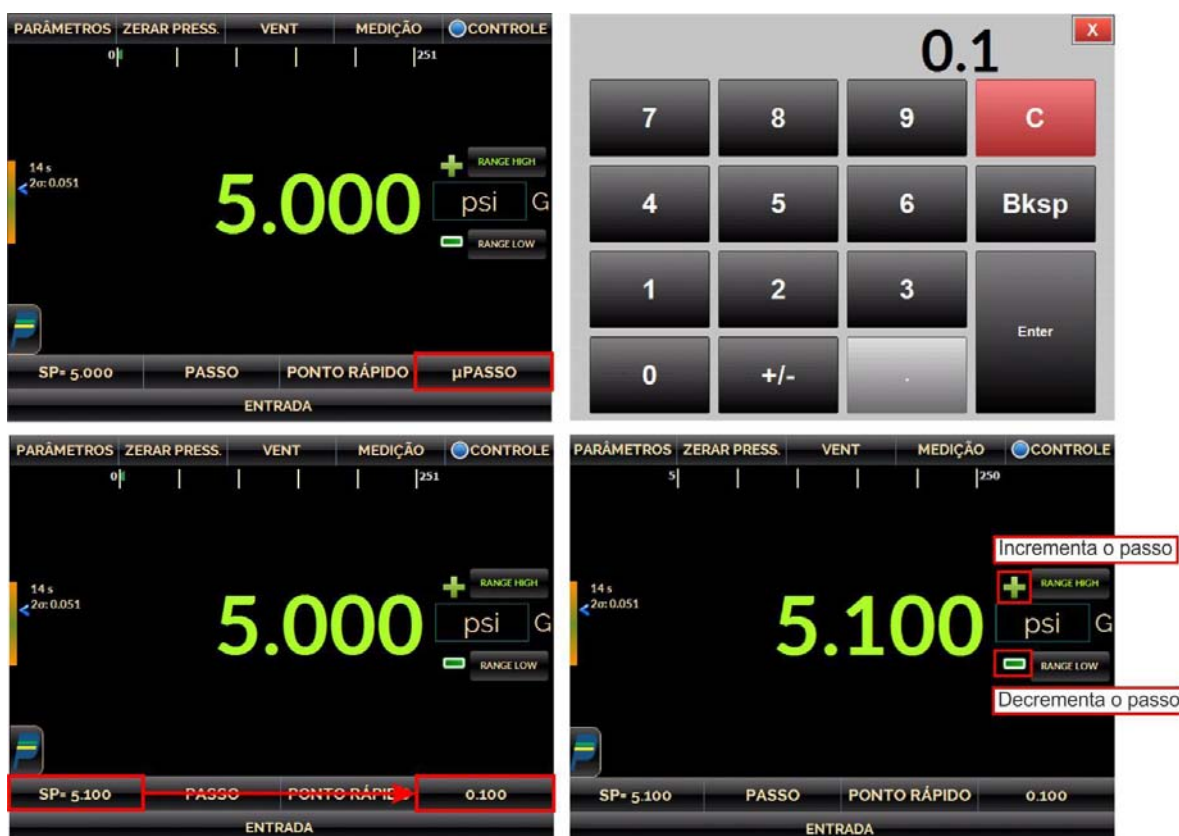 PARÂMETROS ZERAR PRESS. VENT MEDIÇÃO CONTROLE
0 251
14 s
2σ: 0.051
5.000
RANGE HIGH
psi G
RANGE LOW
SP= 5.000 PASSO PONTO RÁPIDO µPASSO
ENTRADA
X
0.1
7 8 9 C
4 5 6 Bksp
1 2 3
Enter
0 +/- .
PARÂMETROS ZERAR PRESS. VENT MEDIÇÃO CONTROLE
0 251
14 s
2σ: 0.051
5.000
RANGE HIGH
psi G
RANGE LOW
SP= 5.100 PASSO PONTO RÁPIDO 0.100
ENTRADA
PARÂMETROS ZERAR PRESS. VENT MEDIÇÃO CONTROLE
5 250
Incrementa o passo
14 s
2σ: 0.051
5.100
RANGE HIGH
psi G
RANGE LOW
Decrementa o passo
SP= 5.100 PASSO PONTO RÁPIDO 0.100
ENTRADA